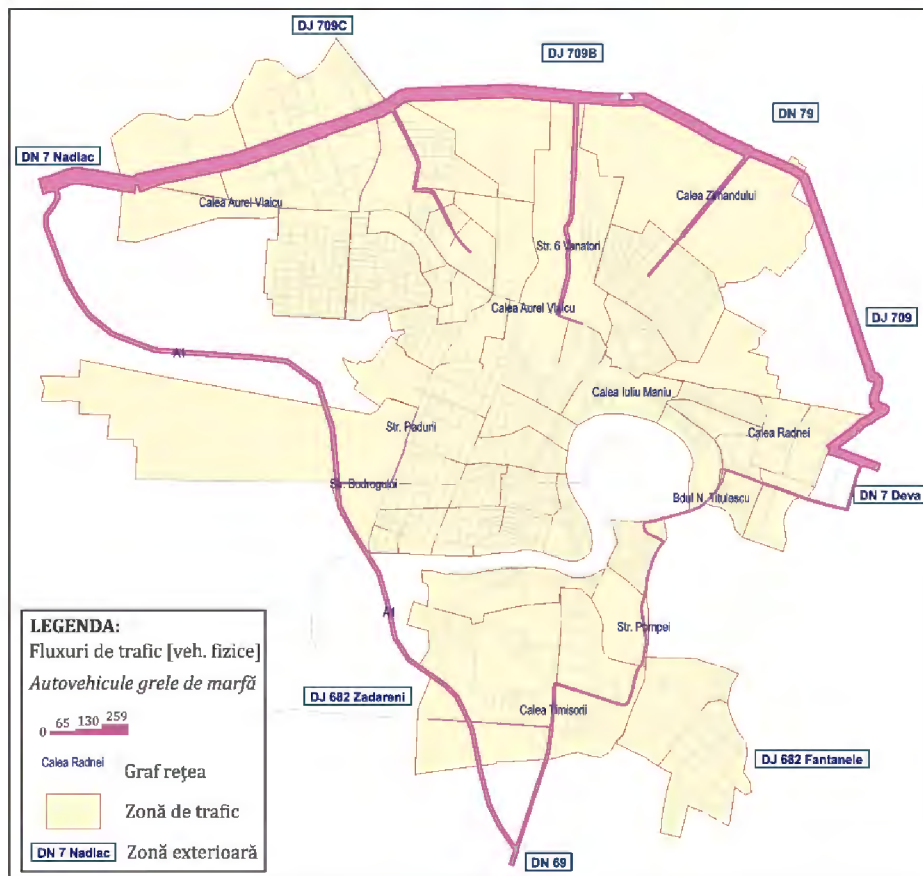 DJ 709C
DJ 709B
DN 79
DN 7 Nadlac
Calea Zimandului
Calea Aurel Vlaicu
Str. 6 Vanatori
Calea Aurel Vlaicu
DJ 709
A1
Calea Iuliu Maniu
Str. Padurii
Calea Radnei
Str. Bodrogului
Bdul N. Titulescu
DN 7 Deva
A1
Str. Pompei
DJ 682 Zadareni
Calea Timisorii
DJ 682 Fantanele
DN 69
LEGENDA:
Fluxuri de trafic [veh. fizice]
Autovehicule grele de marfă
0 65 130 259
Calea Radnei Graf rețea
Zonă de trafic
DN 7 Nadlac Zonă exterioară